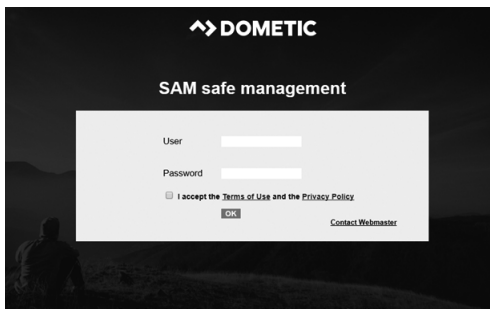 DOMETIC
SAM safe management
User
Password
I accept the Terms of Use and the Privacy Policy
OK
Contact Webmaster